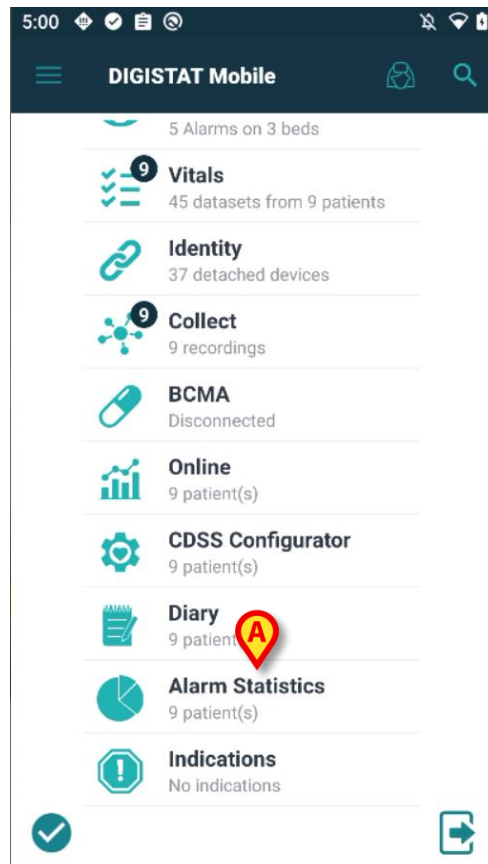 5:00
DIGISTAT Mobile
5 Alarms on 3 beds
9
Vitals
45 datasets from 9 patients
Identity
37 detached devices
9
Collect
9 recordings
BCMA
Disconnected
Online
9 patient(s)
CDSS Configurator
9 patient(s)
Diary
9 patient
A
Alarm Statistics
9 patient(s)
Indications
No indications